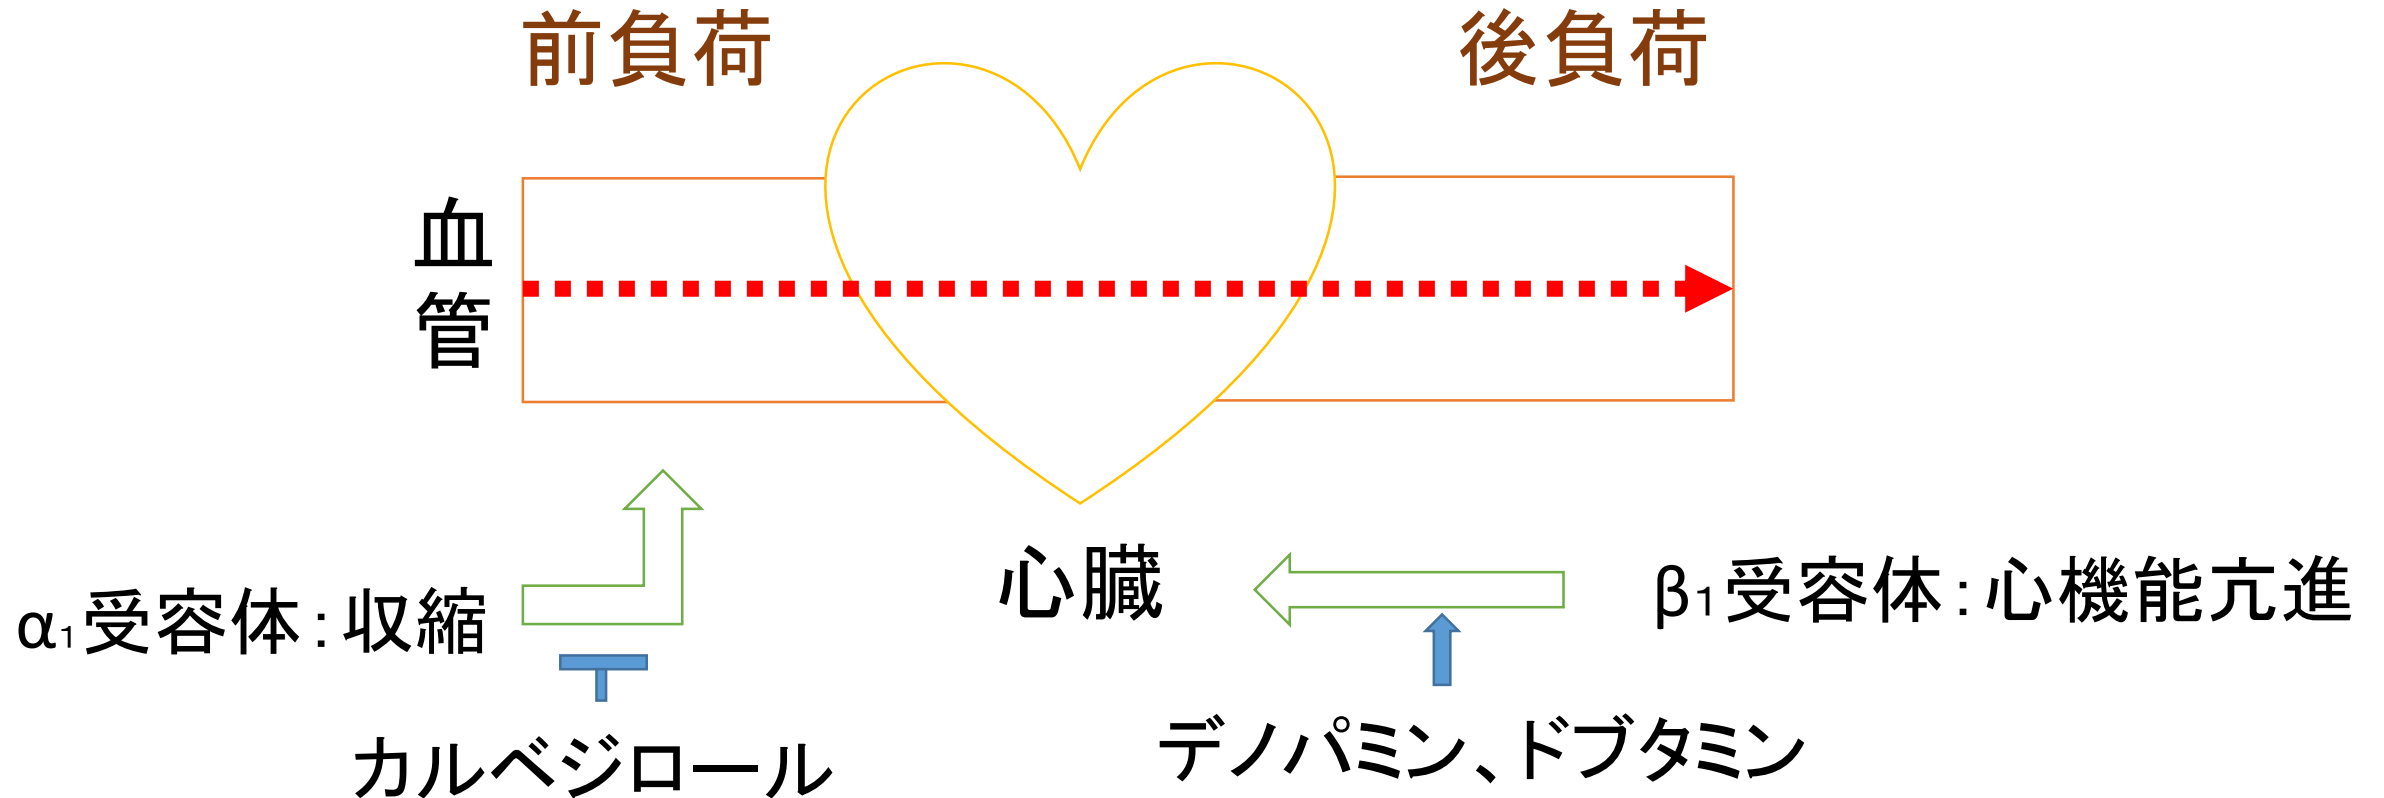 前負荷
後負荷
血管
心臓
α₁受容体：収縮
β₁受容体：心機能亢進
カルベジロール
デノパミン、ドブタミン